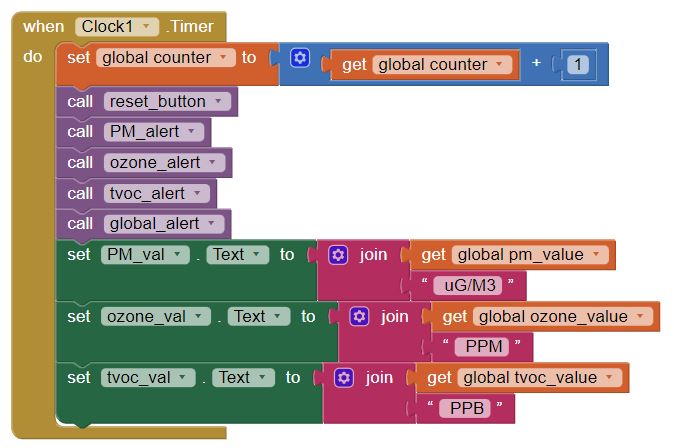 when Clock1 .Timer
do set global counter to get global counter + 1
call reset_button
call PM_alert
call ozone_alert
call tvoc_alert
call global_alert
set PM_val . Text to join get global pm_value
“ uG/M3 ”
set ozone_val . Text to join get global ozone_value
“ PPM ”
set tvoc_val . Text to join get global tvoc_value
“ PPB ”